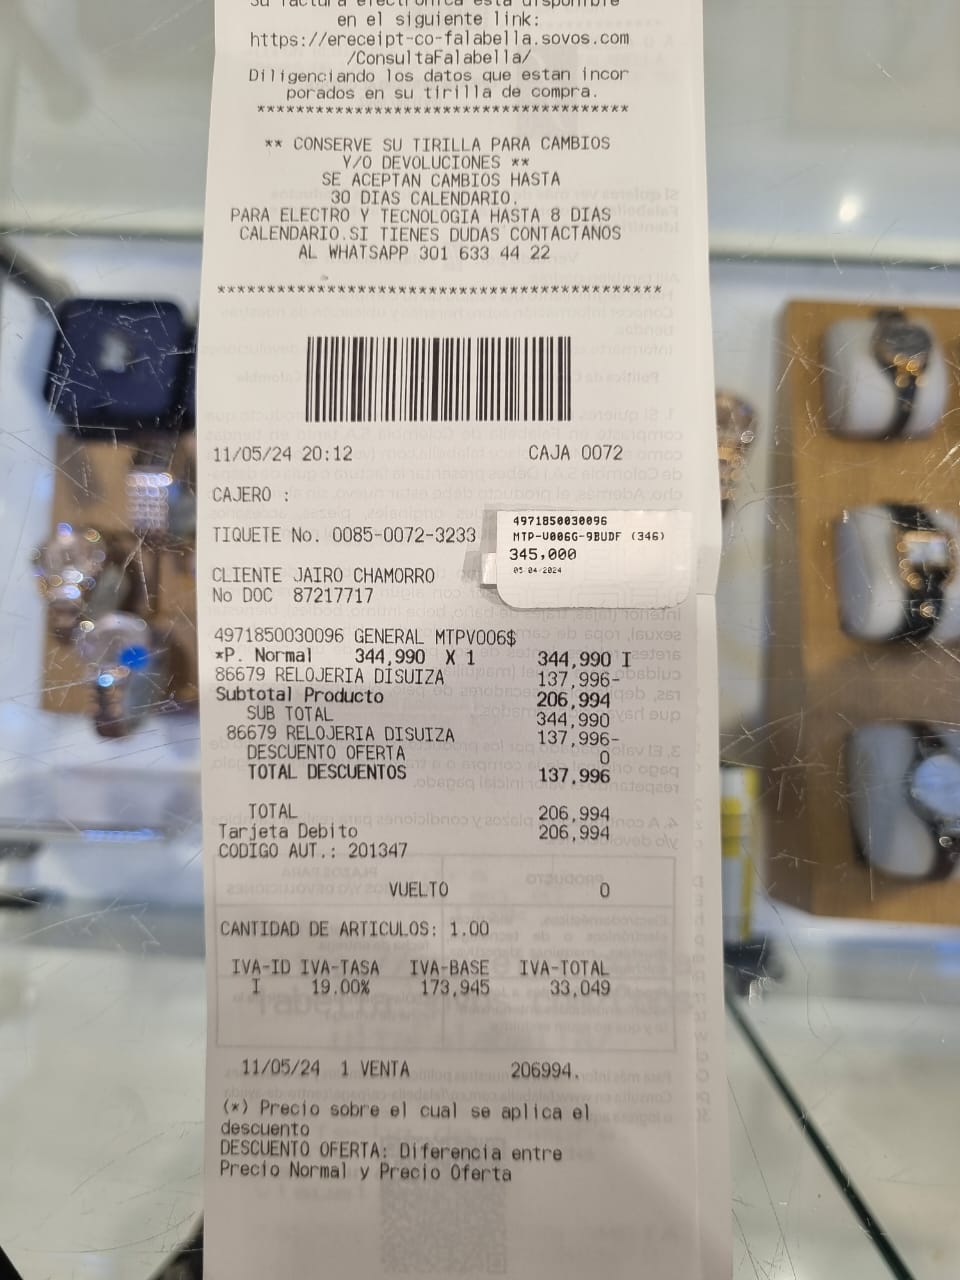 Su factura electronica esta disponible
en el siguiente link:
https://ereceipt-co-falabella.sovos.com
/ConsultaFalabella/
Diligenciando los datos que estan incor
porados en su tirilla de compra.
**************************************
** CONSERVE SU TIRILLA PARA CAMBIOS
Y/O DEVOLUCIONES **
SE ACEPTAN CAMBIOS HASTA
30 DIAS CALENDARIO.
PARA ELECTRO Y TECNOLOGIA HASTA 8 DIAS
CALENDARIO.SI TIENES DUDAS CONTACTANOS
AL WHATSAPP 301 633 44 22
*********************************************
11/05/24 20:12 CAJA 0072
CAJERO :
TIQUETE No. 0085-0072-3233
4971850030096
MTP-V006G-9BUDF (346)
345,000
05-04-2024
CLIENTE JAIRO CHAMORRO
No DOC 87217717
4971850030096 GENERAL MTPV006$
*P. Normal 344,990 X 1 344,990 I
86679 RELOJERIA DISUIZA 137,996-
Subtotal Producto 206,994
SUB TOTAL 344,990
86679 RELOJERIA DISUIZA 137,996-
DESCUENTO OFERTA 0
TOTAL DESCUENTOS 137,996
TOTAL 206,994
Tarjeta Debito 206,994
CODIGO AUT.: 201347
VUELTO 0
CANTIDAD DE ARTICULOS: 1.00
IVA-ID IVA-TASA IVA-BASE IVA-TOTAL
I 19.00% 173,945 33,049
11/05/24 1 VENTA 206994.
(*) Precio sobre el cual se aplica el
descuento
DESCUENTO OFERTA: Diferencia entre
Precio Normal y Precio Oferta